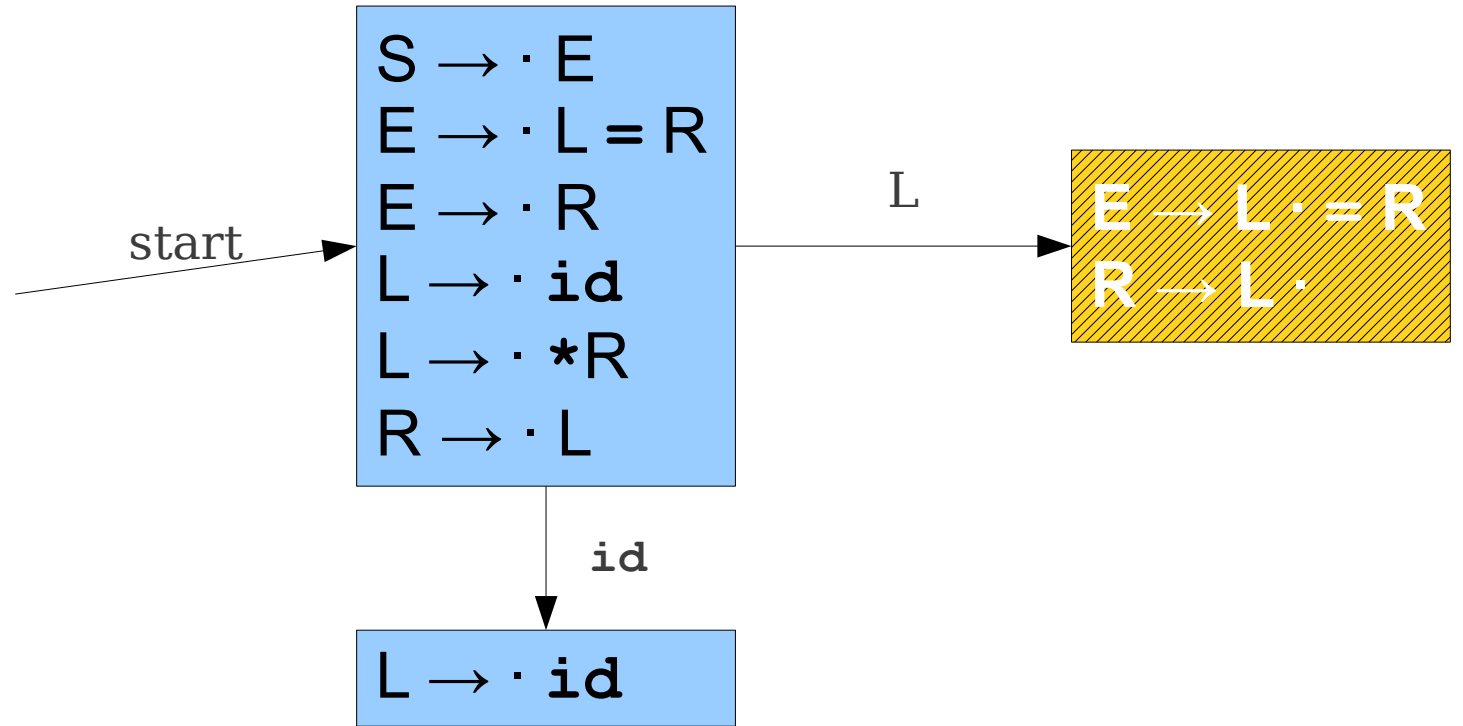 start
S → · E
E → · L = R
E → · R
L → · id
L → · *R
R → · L
L
E → L · = R
R → L ·
id
L → · id